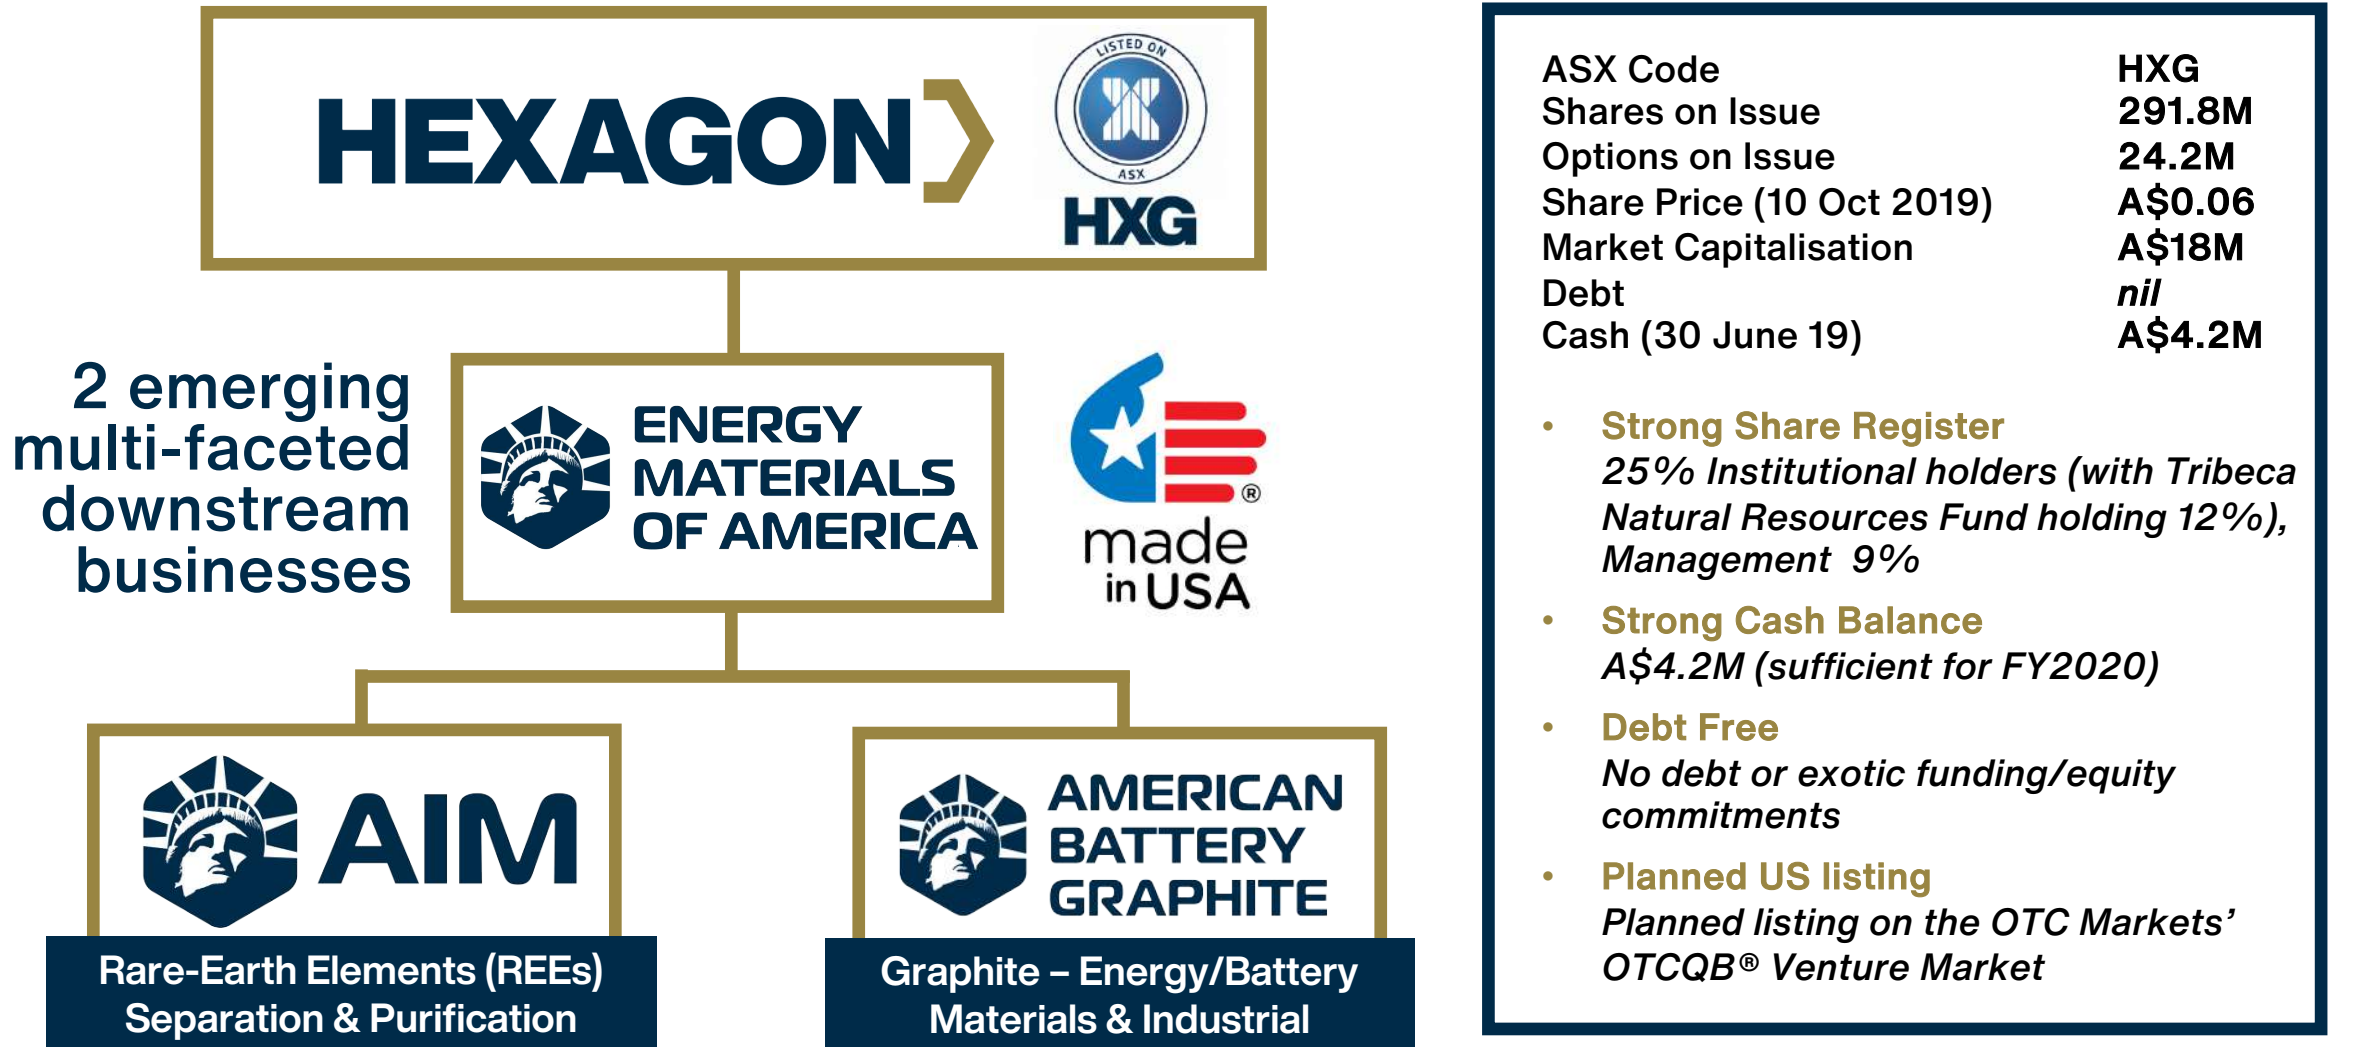 HEXAGON
LISTED ON
ASX
HXG
2 emerging
multi-faceted
downstream
businesses
ENERGY
MATERIALS
OF AMERICA
®
made
in USA
AIM
Rare-Earth Elements (REEs)
Separation & Purification
AMERICAN
BATTERY
GRAPHITE
Graphite – Energy/Battery
Materials & Industrial
ASX Code HXG
Shares on Issue 291.8M
Options on Issue 24.2M
Share Price (10 Oct 2019) A$0.06
Market Capitalisation A$18M
Debt nil
Cash (30 June 19) A$4.2M
• Strong Share Register
25% Institutional holders (with Tribeca
Natural Resources Fund holding 12%),
Management 9%
• Strong Cash Balance
A$4.2M (sufficient for FY2020)
• Debt Free
No debt or exotic funding/equity
commitments
• Planned US listing
Planned listing on the OTC Markets’
OTCQB® Venture Market